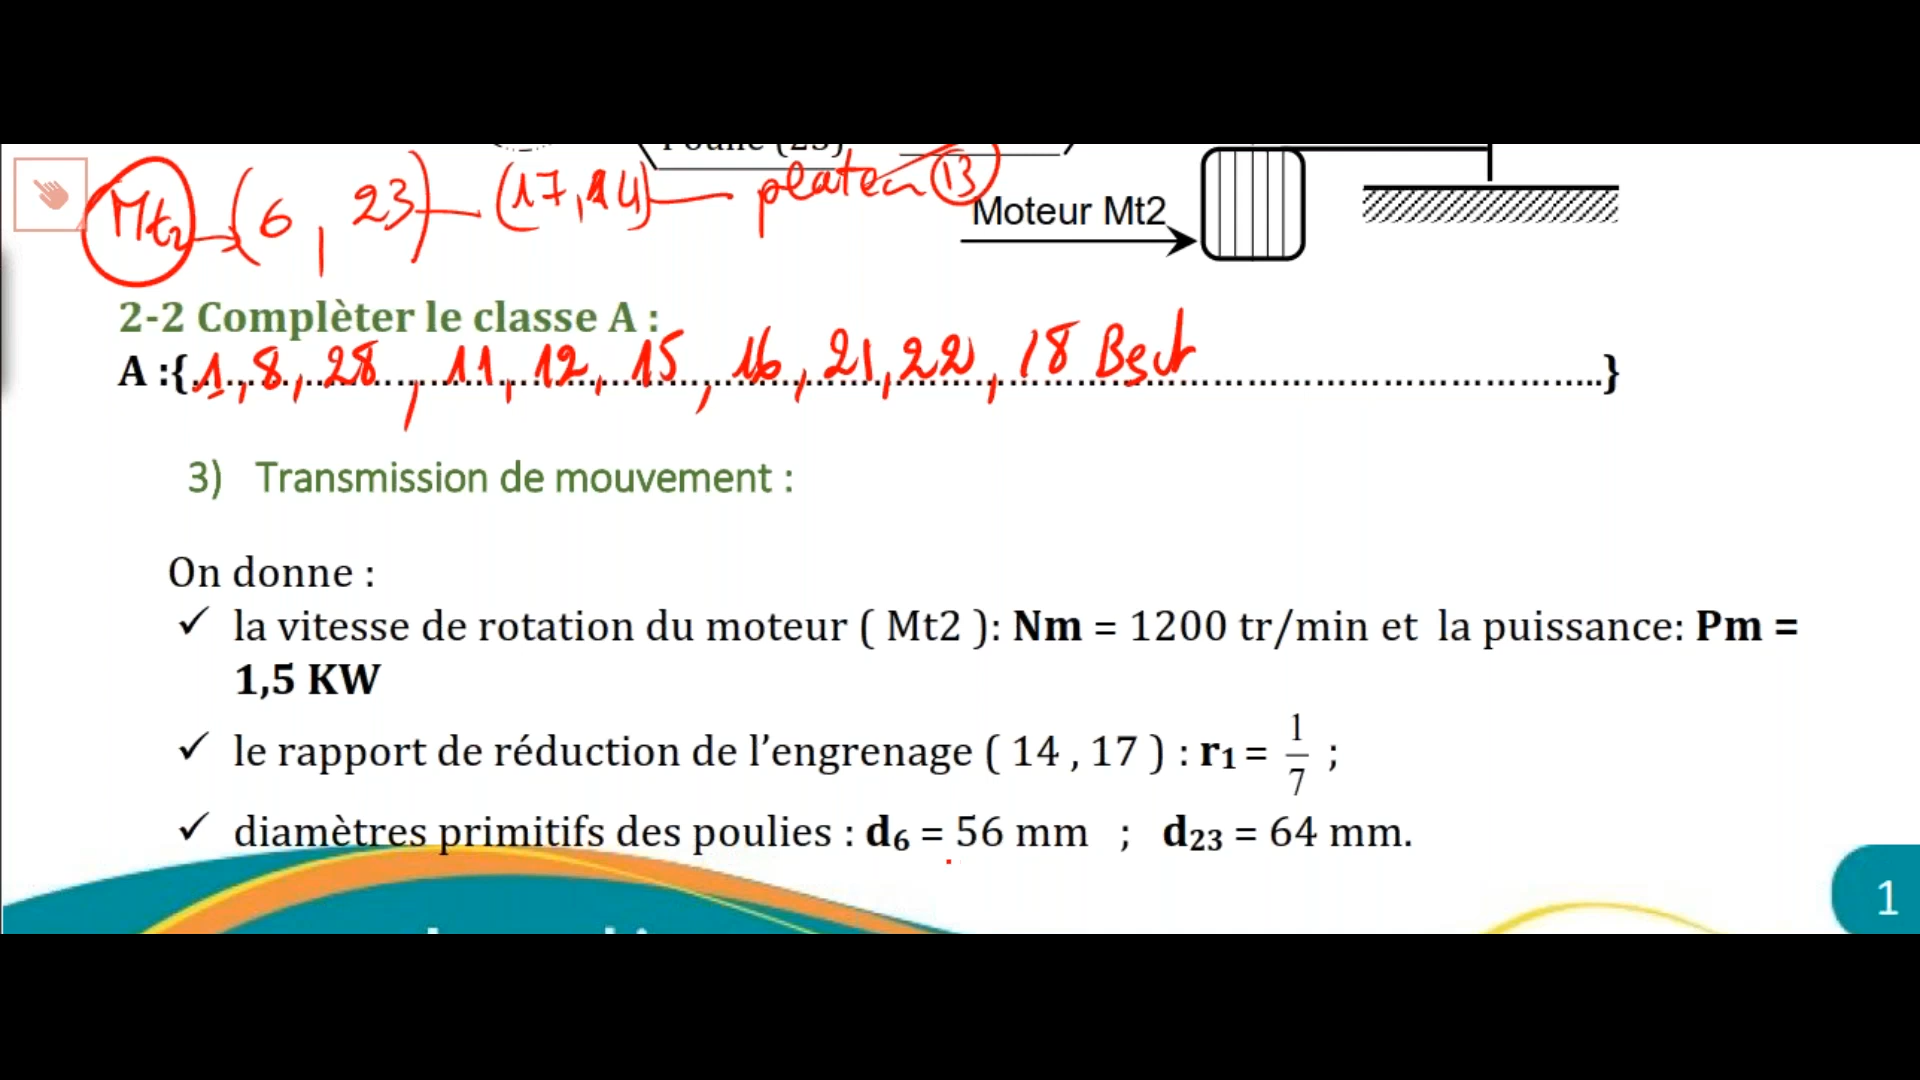 Mt2 → (6, 23) — (17, 14) — plateau 13
Moteur Mt2
2-2 Complèter le classe A :
A :{ 1, 8, 28, 11, 12, 15, 16, 21, 22, 18 }
3) Transmission de mouvement :
On donne :
✓ la vitesse de rotation du moteur ( Mt2 ): Nm = 1200 tr/min et la puissance: Pm =
1,5 KW
✓ le rapport de réduction de l’engrenage ( 14 , 17 ) : r1 = 1/7 ;
✓ diamètres primitifs des poulies : d6 = 56 mm ; d23 = 64 mm.
1